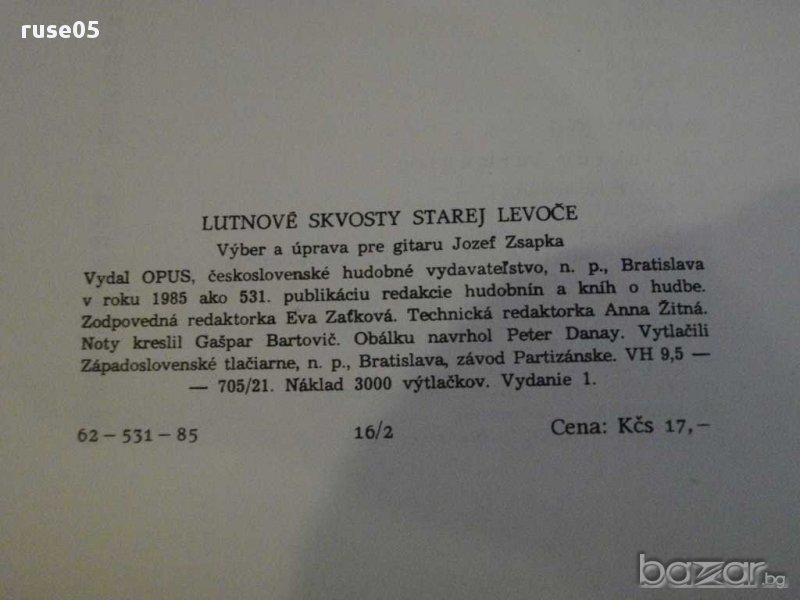 ruse05
LUTNOVÉ SKVOSTY STAREJ LEVOČE
Výber a úprava pre gitaru Jozef Zsapka
Vydal OPUS, československé hudobné vydavateľstvo, n. p., Bratislava
v roku 1985 ako 531. publikáciu redakcie hudobnín a kníh o hudbe.
Zodpovedná redaktorka Eva Zaťková. Technická redaktorka Anna Žitná.
Noty kreslil Gašpar Bartovič. Obálku navrhol Peter Danay. Vytlačili
Západoslovenské tlačiarne, n. p., Bratislava, závod Partizánske. VH 9,5 —
— 705/21. Náklad 3000 výtlačkov. Vydanie 1.
62 – 531 – 85 16/2 Cena: Kčs 17,–
bazar.bg